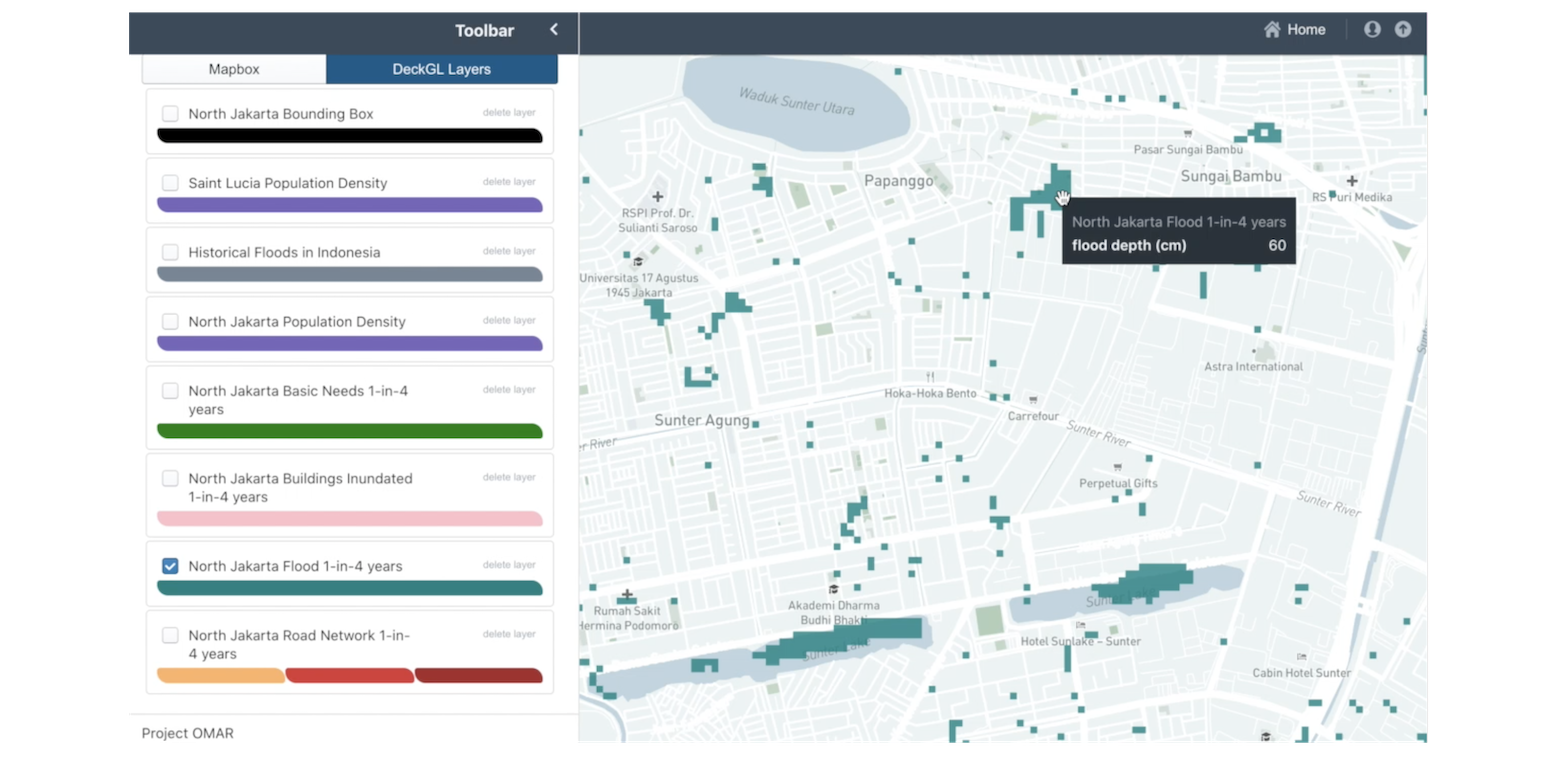 Toolbar
Home
Mapbox
DeckGL Layers
North Jakarta Bounding Box
delete layer
Saint Lucia Population Density
delete layer
Historical Floods in Indonesia
delete layer
North Jakarta Population Density
delete layer
North Jakarta Basic Needs 1-in-4
years
delete layer
North Jakarta Buildings Inundated
1-in-4 years
delete layer
North Jakarta Flood 1-in-4 years
delete layer
North Jakarta Road Network 1-in-
4 years
delete layer
Project OMAR
Waduk Sunter Utara
Pasar Sungai Bambu
Papanggo
Sungai Bambu
RS Puri Medika
RSPI Prof. Dr.
Sulianti Saroso
North Jakarta Flood 1-in-4 years
flood depth (cm) 60
Universitas 17 Agustus
1945 Jakarta
Astra International
Hoka-Hoka Bento
Carrefour
Sunter Agung
Sunter River
er River
Perpetual Gifts
Sunter River
Rumah Sakit
Hermina Podomoro
Akademi Dharma
Budhi Bhakti
Hotel Sunlake - Sunter
Cabin Hotel Sunter